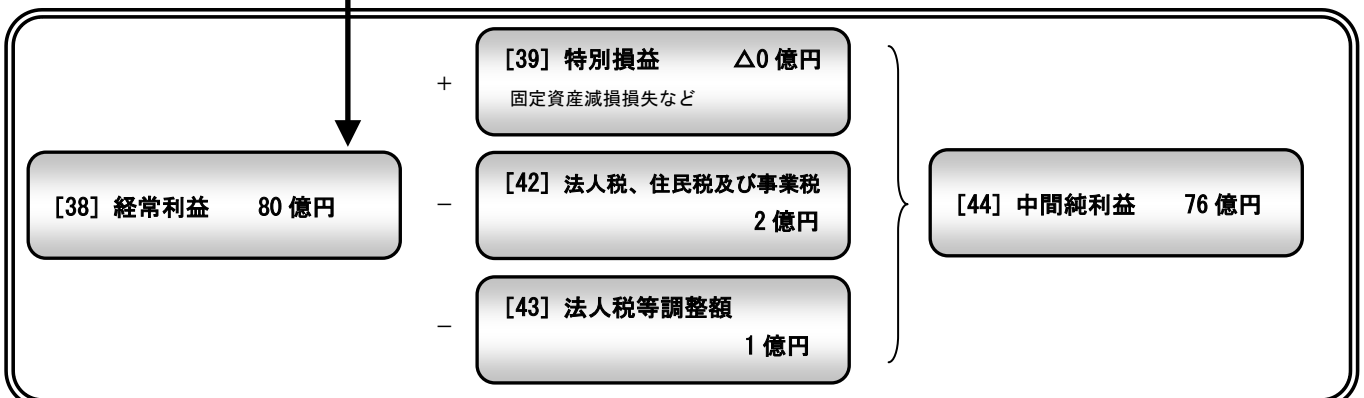 [38] 経常利益 80 億円
+
[39] 特別損益 △0 億円
固定資産減損損失など
−
[42] 法人税、住民税及び事業税
2 億円
−
[43] 法人税等調整額
1 億円
[44] 中間純利益 76 億円